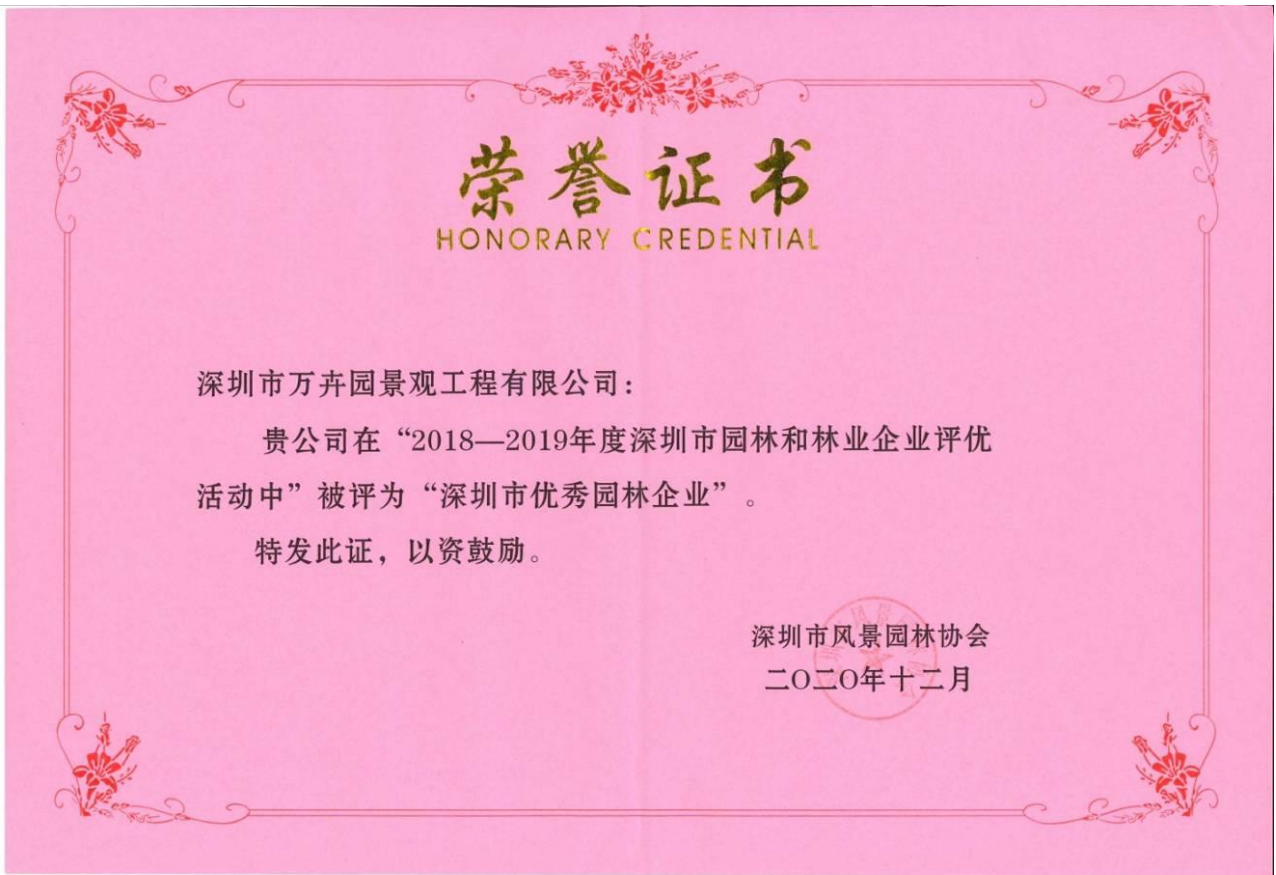 荣誉证书
HONORARY CREDENTIAL
深圳市万卉园景观工程有限公司：
贵公司在“2018—2019年度深圳市园林和林业企业评优
活动中”被评为“深圳市优秀园林企业”。
特发此证，以资鼓励。
深圳市风景园林协会
二〇二〇年十二月